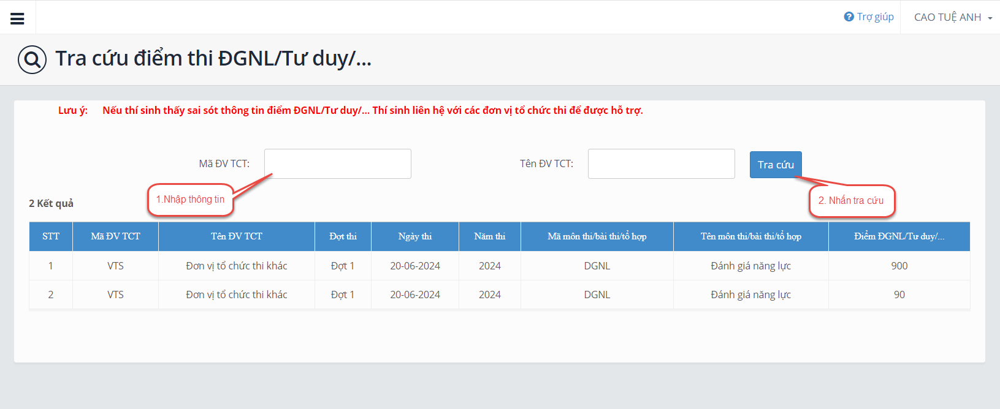 Trợ giúp CAO TUỆ ANH
Tra cứu điểm thi ĐGNL/Tư duy/...
Lưu ý: Nếu thí sinh thấy sai sót thông tin điểm ĐGNL/Tư duy/... Thí sinh liên hệ với các đơn vị tổ chức thi để được hỗ trợ.
Mã ĐV TCT: Tên ĐV TCT: Tra cứu
1.Nhập thông tin
2. Nhấn tra cứu
2 Kết quả
STT Mã ĐV TCT Tên ĐV TCT Đợt thi Ngày thi Năm thi Mã môn thi/bài thi/tổ hợp Tên môn thi/bài thi/tổ hợp Điểm ĐGNL/Tư duy/...
1 VTS Đơn vị tổ chức thi khác Đợt 1 20-06-2024 2024 DGNL Đánh giá năng lực 900
2 VTS Đơn vị tổ chức thi khác Đợt 1 20-06-2024 2024 DGNL Đánh giá năng lực 90